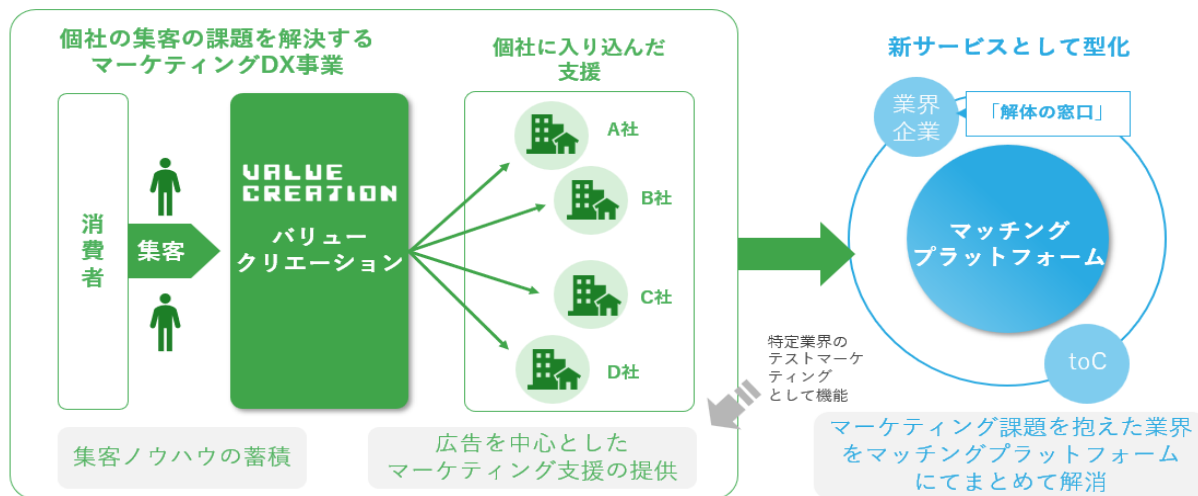 個社の集客の課題を解決する
マーケティングDX事業
消費者
集客
VALUE
CREATION
バリュー
クリエーション
個社に入り込んだ
支援
A社
B社
C社
D社
集客ノウハウの蓄積
広告を中心とした
マーケティング支援の提供
特定業界の
テストマーケ
ティング
として機能
新サービスとして型化
業界
企業
「解体の窓口」
マッチング
プラットフォーム
toC
マーケティング課題を抱えた業界
をマッチングプラットフォーム
にてまとめて解消